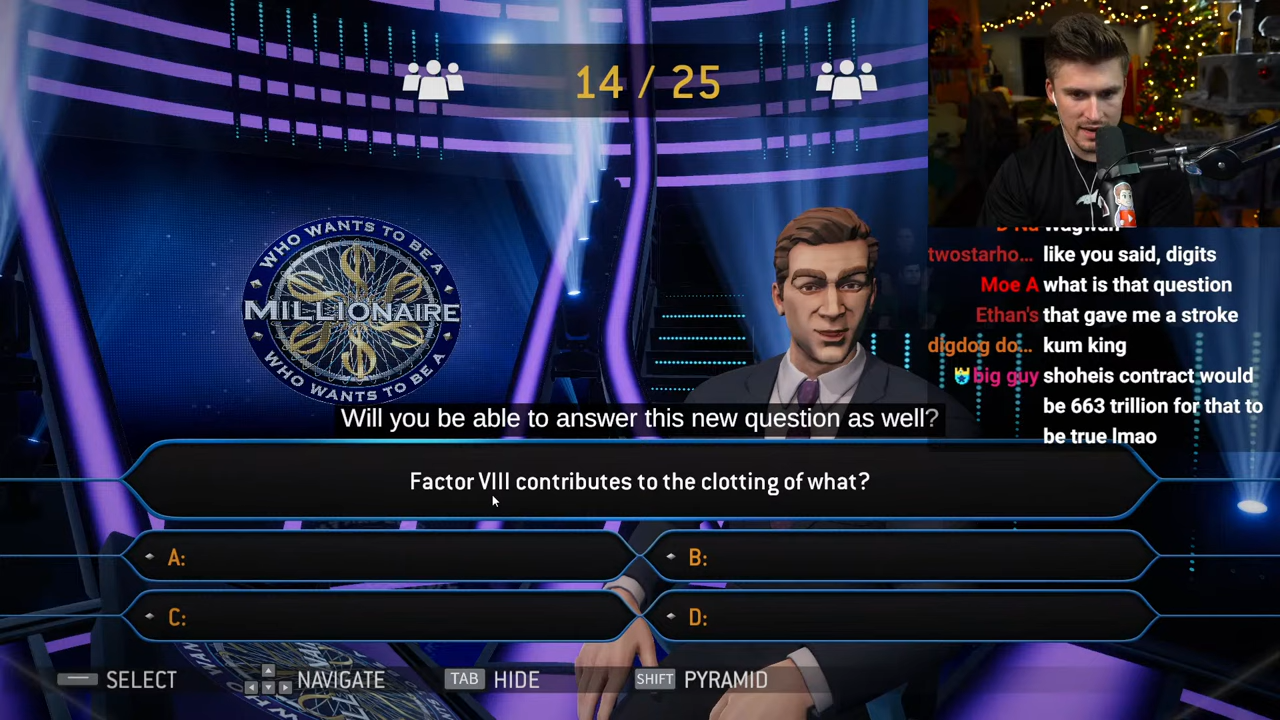 14 / 25
WHO WANTS TO BE A
MILLIONAIRE
WHO WANTS TO BE A
wagwan
twostarho… like you said, digits
Moe A what is that question
Ethan's that gave me a stroke
digdog do… kum king
big guy shoheis contract would
be 663 trillion for that to
be true lmao
Will you be able to answer this new question as well?
Factor VIII contributes to the clotting of what?
A:
B:
C:
D:
SELECT
NAVIGATE
TAB HIDE
SHIFT PYRAMID